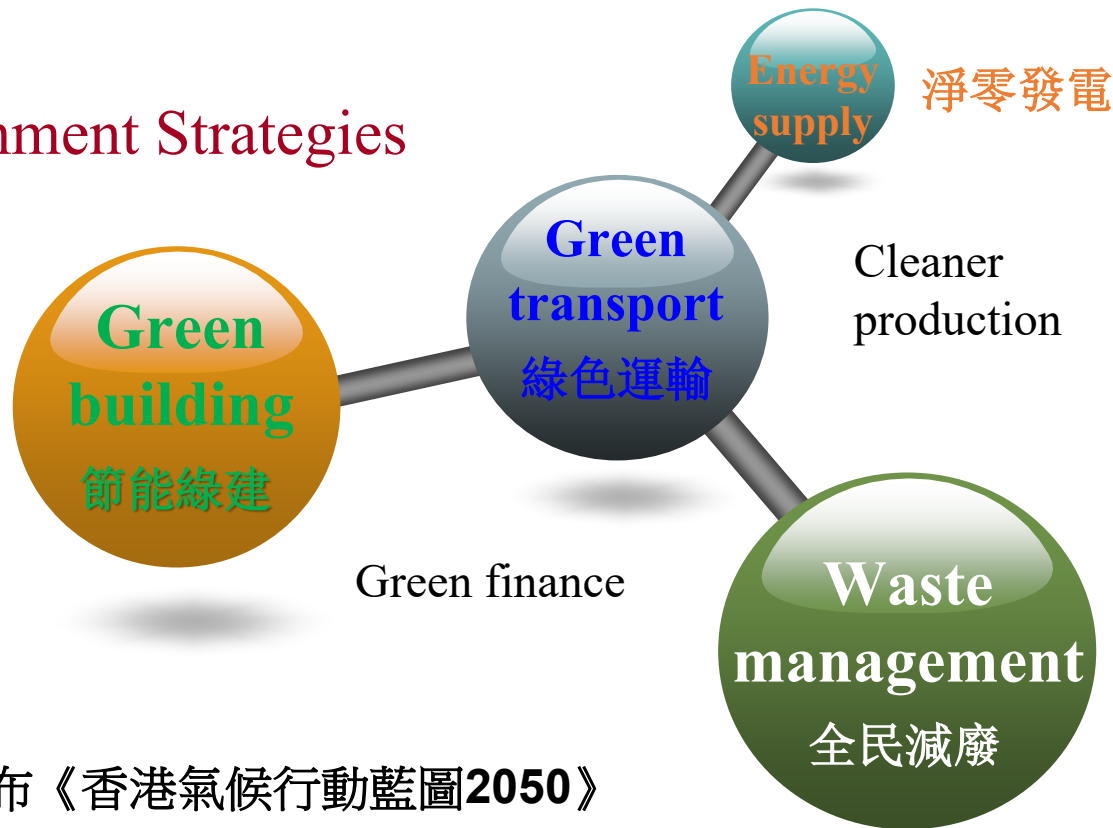 nment Strategies
Energy
supply
淨零發電
Green
transport
綠色運輸
Cleaner
production
Green
building
節能綠建
Green finance
Waste
management
全民減廢
布《香港氣候行動藍圖2050》